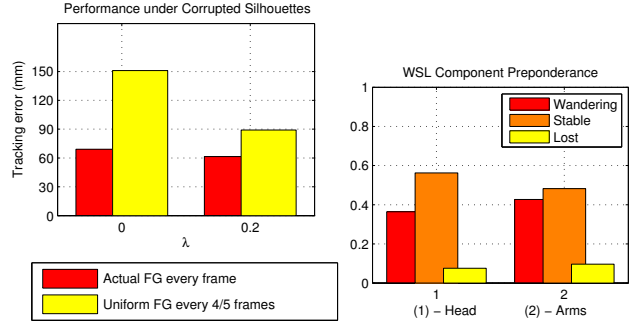 Performance under Corrupted Silhouettes
150
120
90
60
30
0
Tracking error (mm)
0
0.2
λ
Actual FG every frame
Uniform FG every 4/5 frames
WSL Component Preponderance
1
0.8
0.6
0.4
0.2
0
Wandering
Stable
Lost
1
2
(1) − Head
(2) − Arms